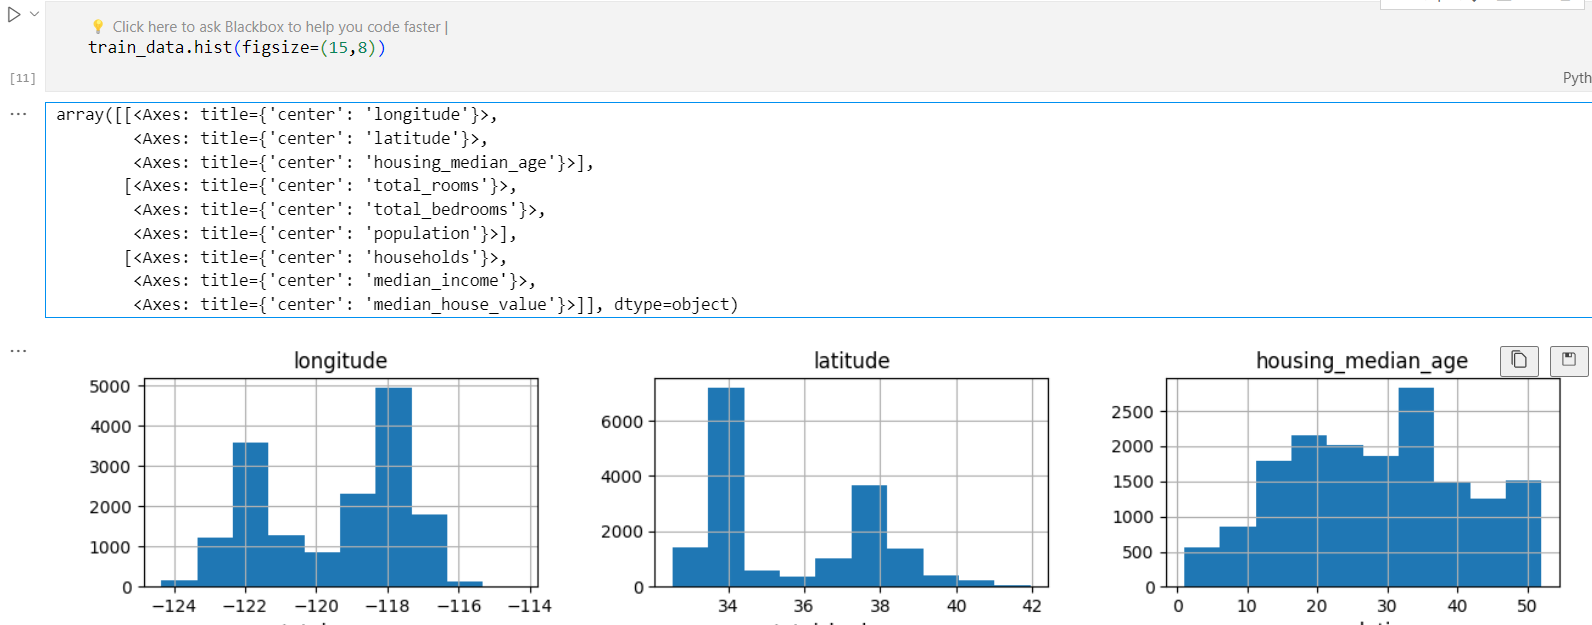 Click here to ask Blackbox to help you code faster |
train_data.hist(figsize=(15,8))
[11]
Pyth
...
array([[<Axes: title={'center': 'longitude'}>,
<Axes: title={'center': 'latitude'}>,
<Axes: title={'center': 'housing_median_age'}>],
[<Axes: title={'center': 'total_rooms'}>,
<Axes: title={'center': 'total_bedrooms'}>,
<Axes: title={'center': 'population'}>],
[<Axes: title={'center': 'households'}>,
<Axes: title={'center': 'median_income'}>,
<Axes: title={'center': 'median_house_value'}>]], dtype=object)
...
longitude
5000
4000
3000
2000
1000
0
−124 −122 −120 −118 −116 −114
latitude
6000
4000
2000
0
34 36 38 40 42
housing_median_age
2500
2000
1500
1000
500
0
0 10 20 30 40 50